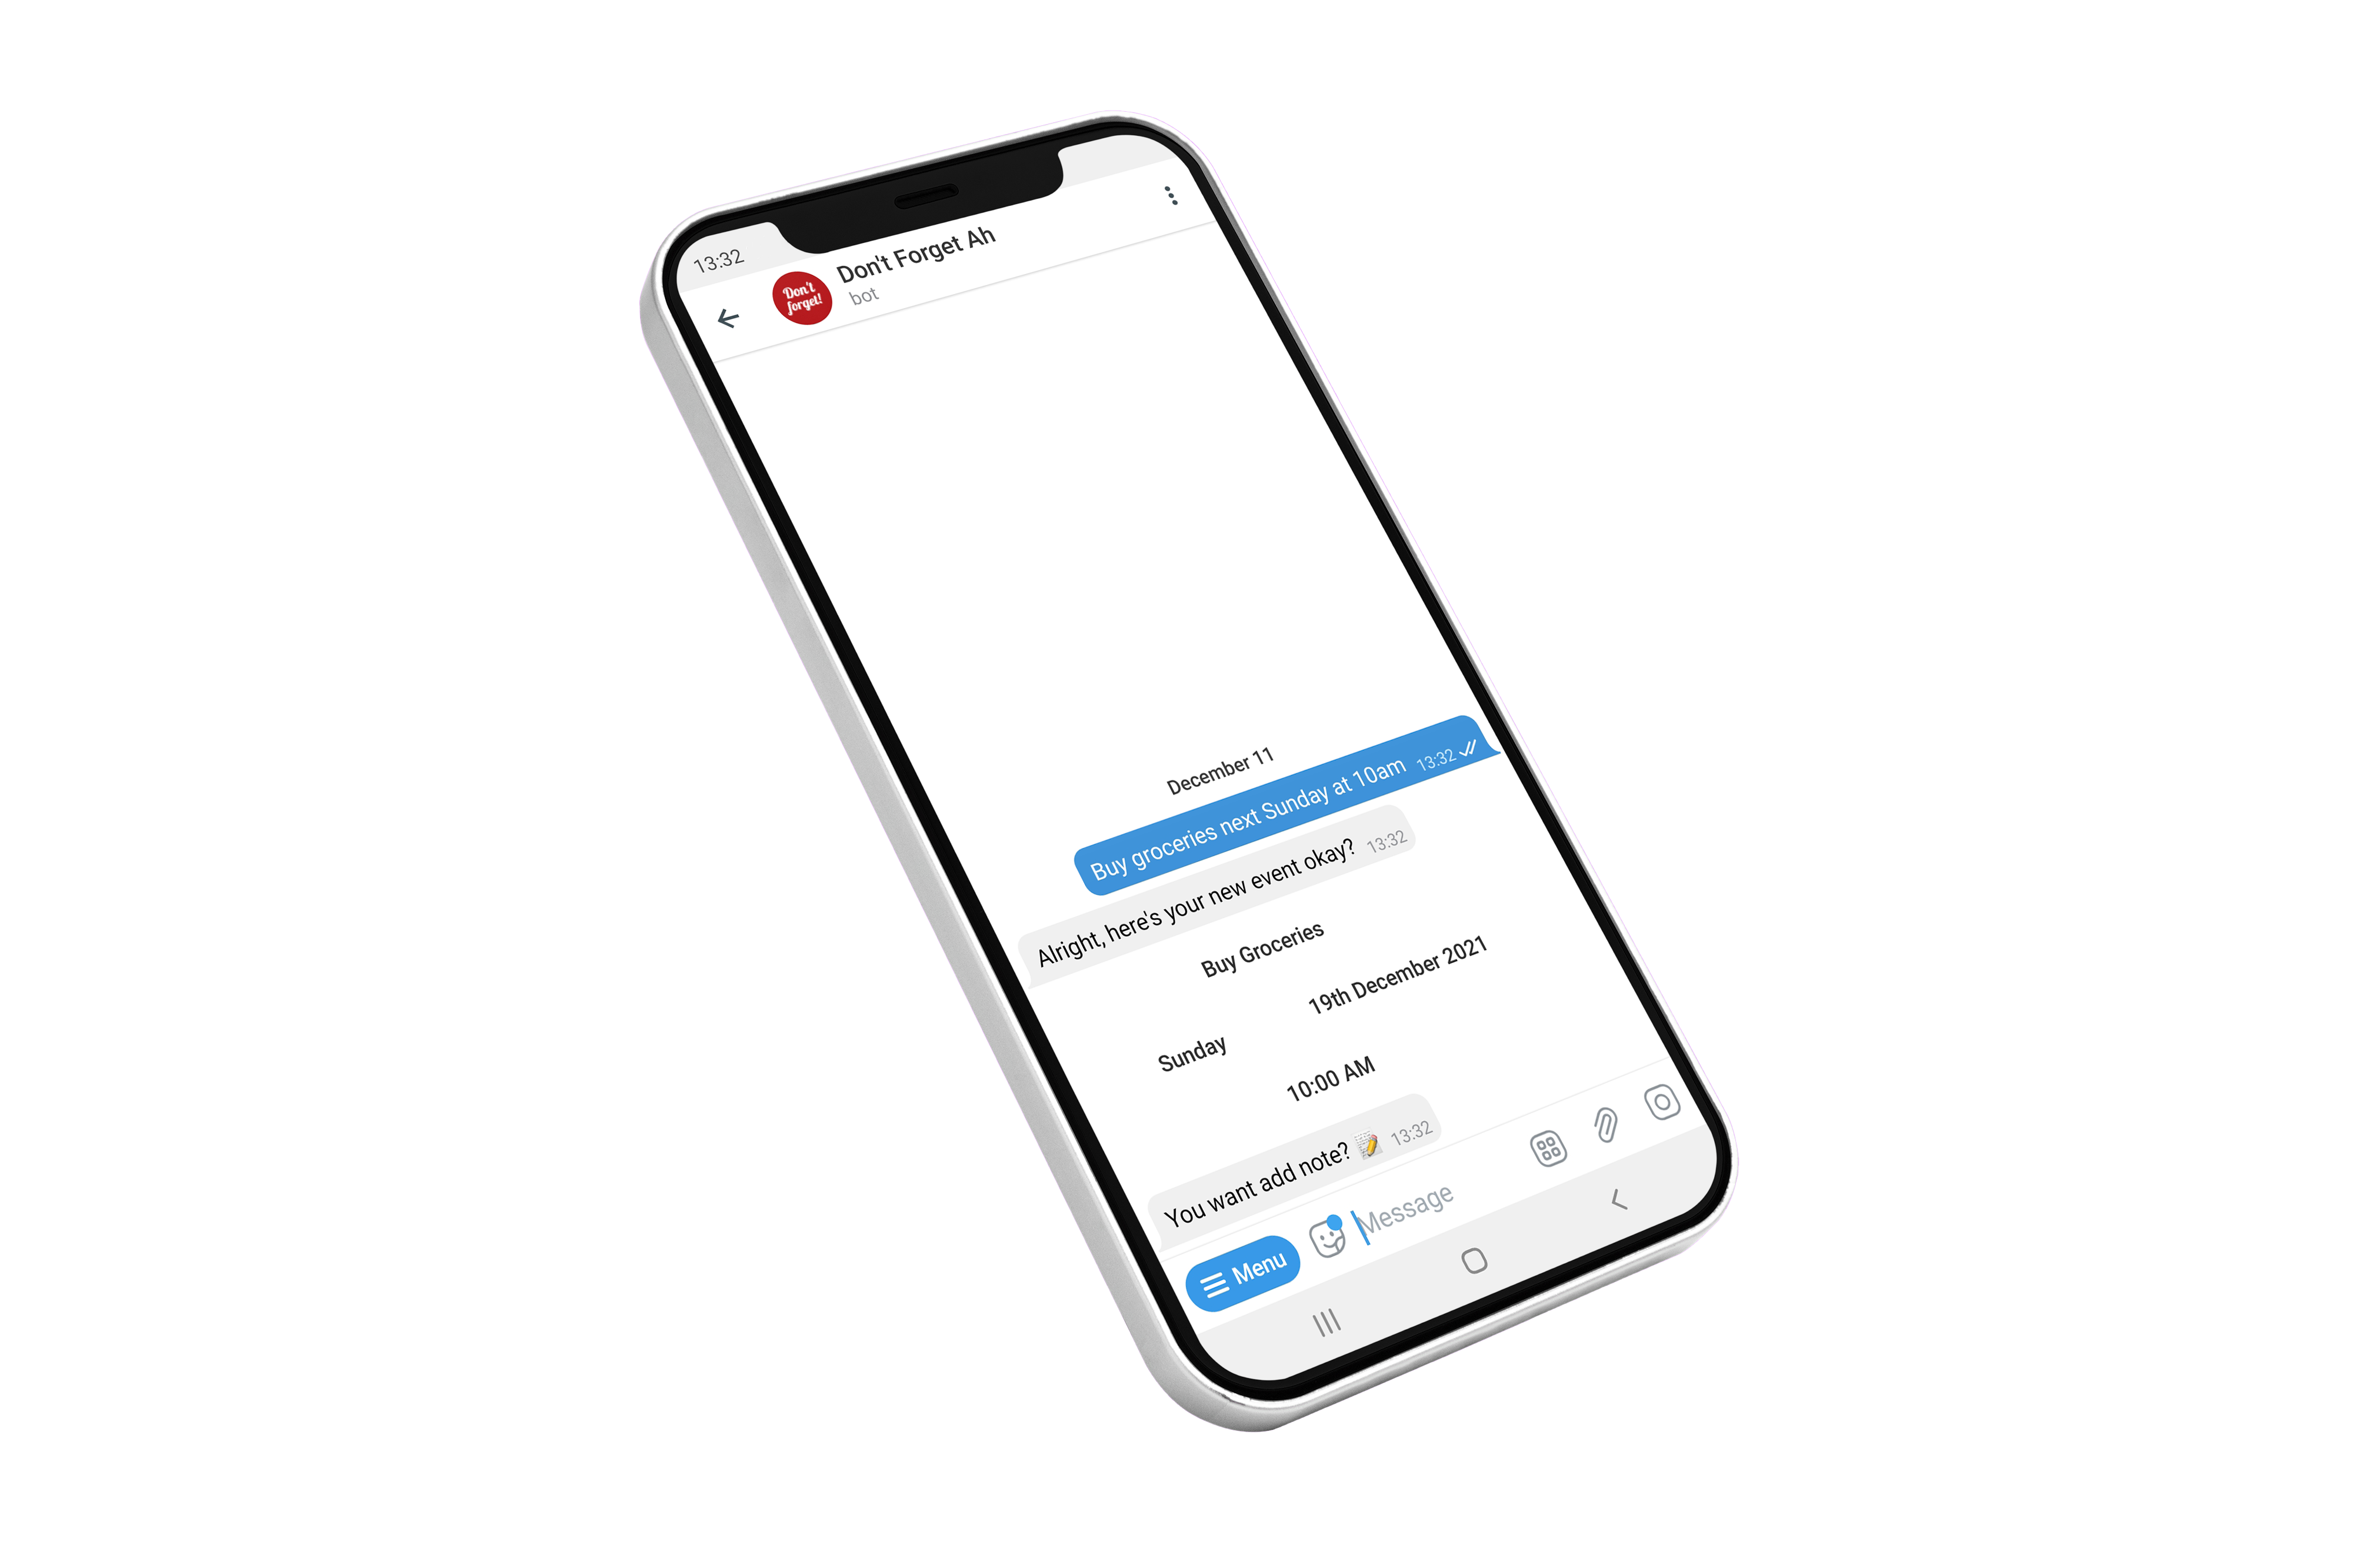 13:32
Don't
forget!
Don't Forget Ah
bot
December 11
Buy groceries next Sunday at 10am 13:32
Alright, here's your new event okay? 13:32
Buy Groceries
Sunday 19th December 2021
10:00 AM
You want add note? 📝 13:32
Menu Message